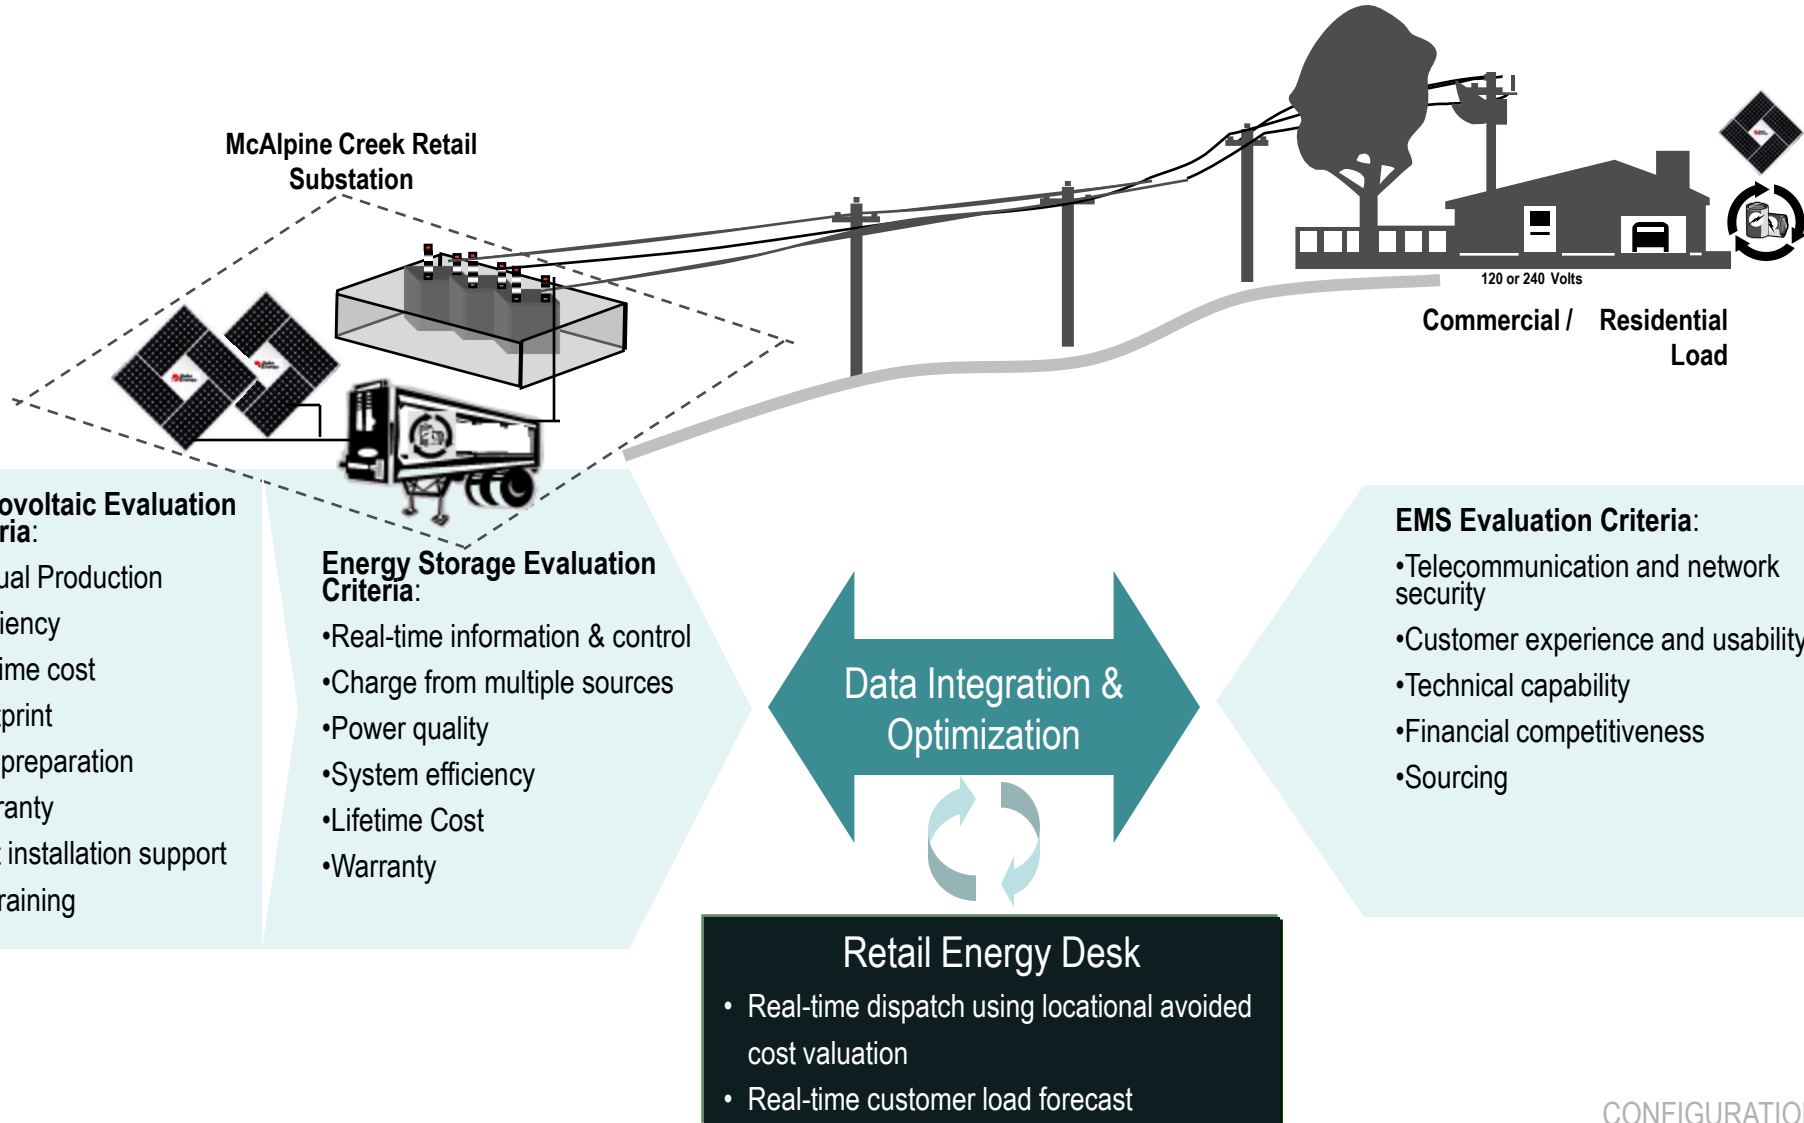 McAlpine Creek Retail
Substation
120 or 240 Volts
Commercial / Residential
Load
ovoltaic Evaluation
ria:
ual Production
iency
ime cost
tprint
preparation
ranty
t installation support
raining
Energy Storage Evaluation
Criteria:
•Real-time information & control
•Charge from multiple sources
•Power quality
•System efficiency
•Lifetime Cost
•Warranty
Data Integration &
Optimization
EMS Evaluation Criteria:
•Telecommunication and network
security
•Customer experience and usability
•Technical capability
•Financial competitiveness
•Sourcing
Retail Energy Desk
• Real-time dispatch using locational avoided
cost valuation
• Real-time customer load forecast
CONFIGURATION